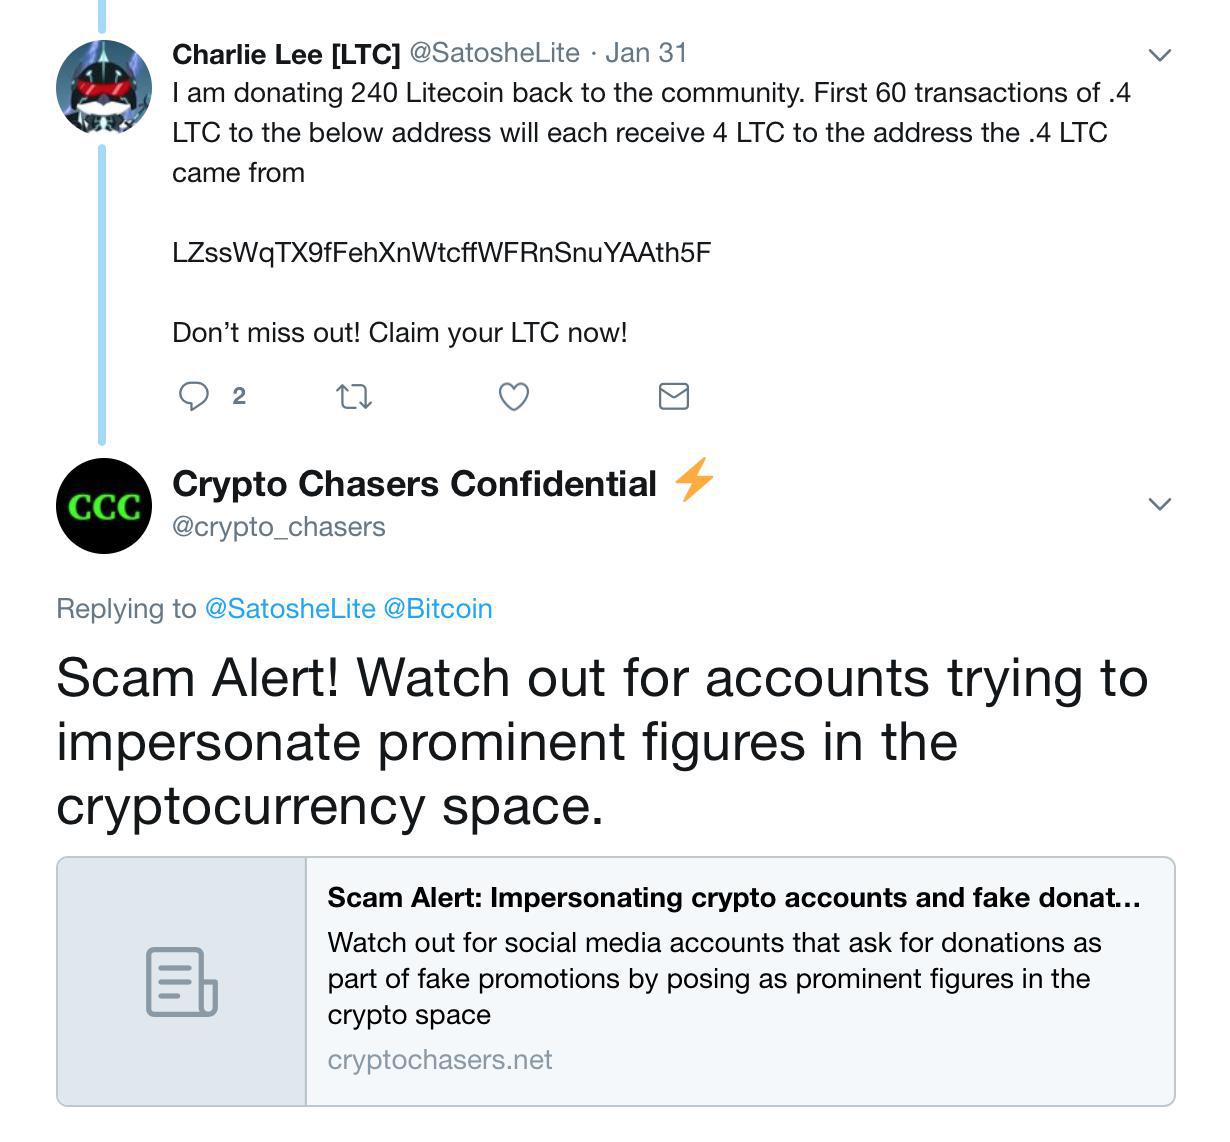 Charlie Lee [LTC] @SatosheLite · Jan 31
I am donating 240 Litecoin back to the community. First 60 transactions of .4
LTC to the below address will each receive 4 LTC to the address the .4 LTC
came from
LZssWqTX9fFehXnWtcffWFRnSnuYAAth5F
Don’t miss out! Claim your LTC now!
2
CCC
Crypto Chasers Confidential ⚡
@crypto_chasers
Replying to @SatosheLite @Bitcoin
Scam Alert! Watch out for accounts trying to
impersonate prominent figures in the
cryptocurrency space.
Scam Alert: Impersonating crypto accounts and fake donat...
Watch out for social media accounts that ask for donations as
part of fake promotions by posing as prominent figures in the
crypto space
cryptochasers.net